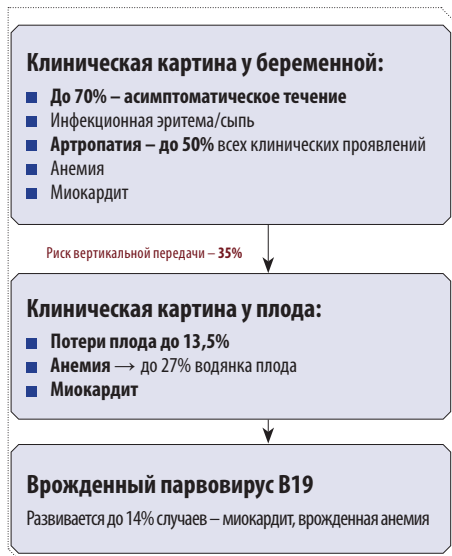 Клиническая картина у беременной:
До 70% – асимптоматическое течение
Инфекционная эритема/сыпь
Артропатия – до 50% всех клинических проявлений
Анемия
Миокардит
Риск вертикальной передачи – 35%
Клиническая картина у плода:
Потери плода до 13,5%
Анемия → до 27% водянка плода
Миокардит
Врожденный парвовирус B19
Развивается до 14% случаев – миокардит, врожденная анемия